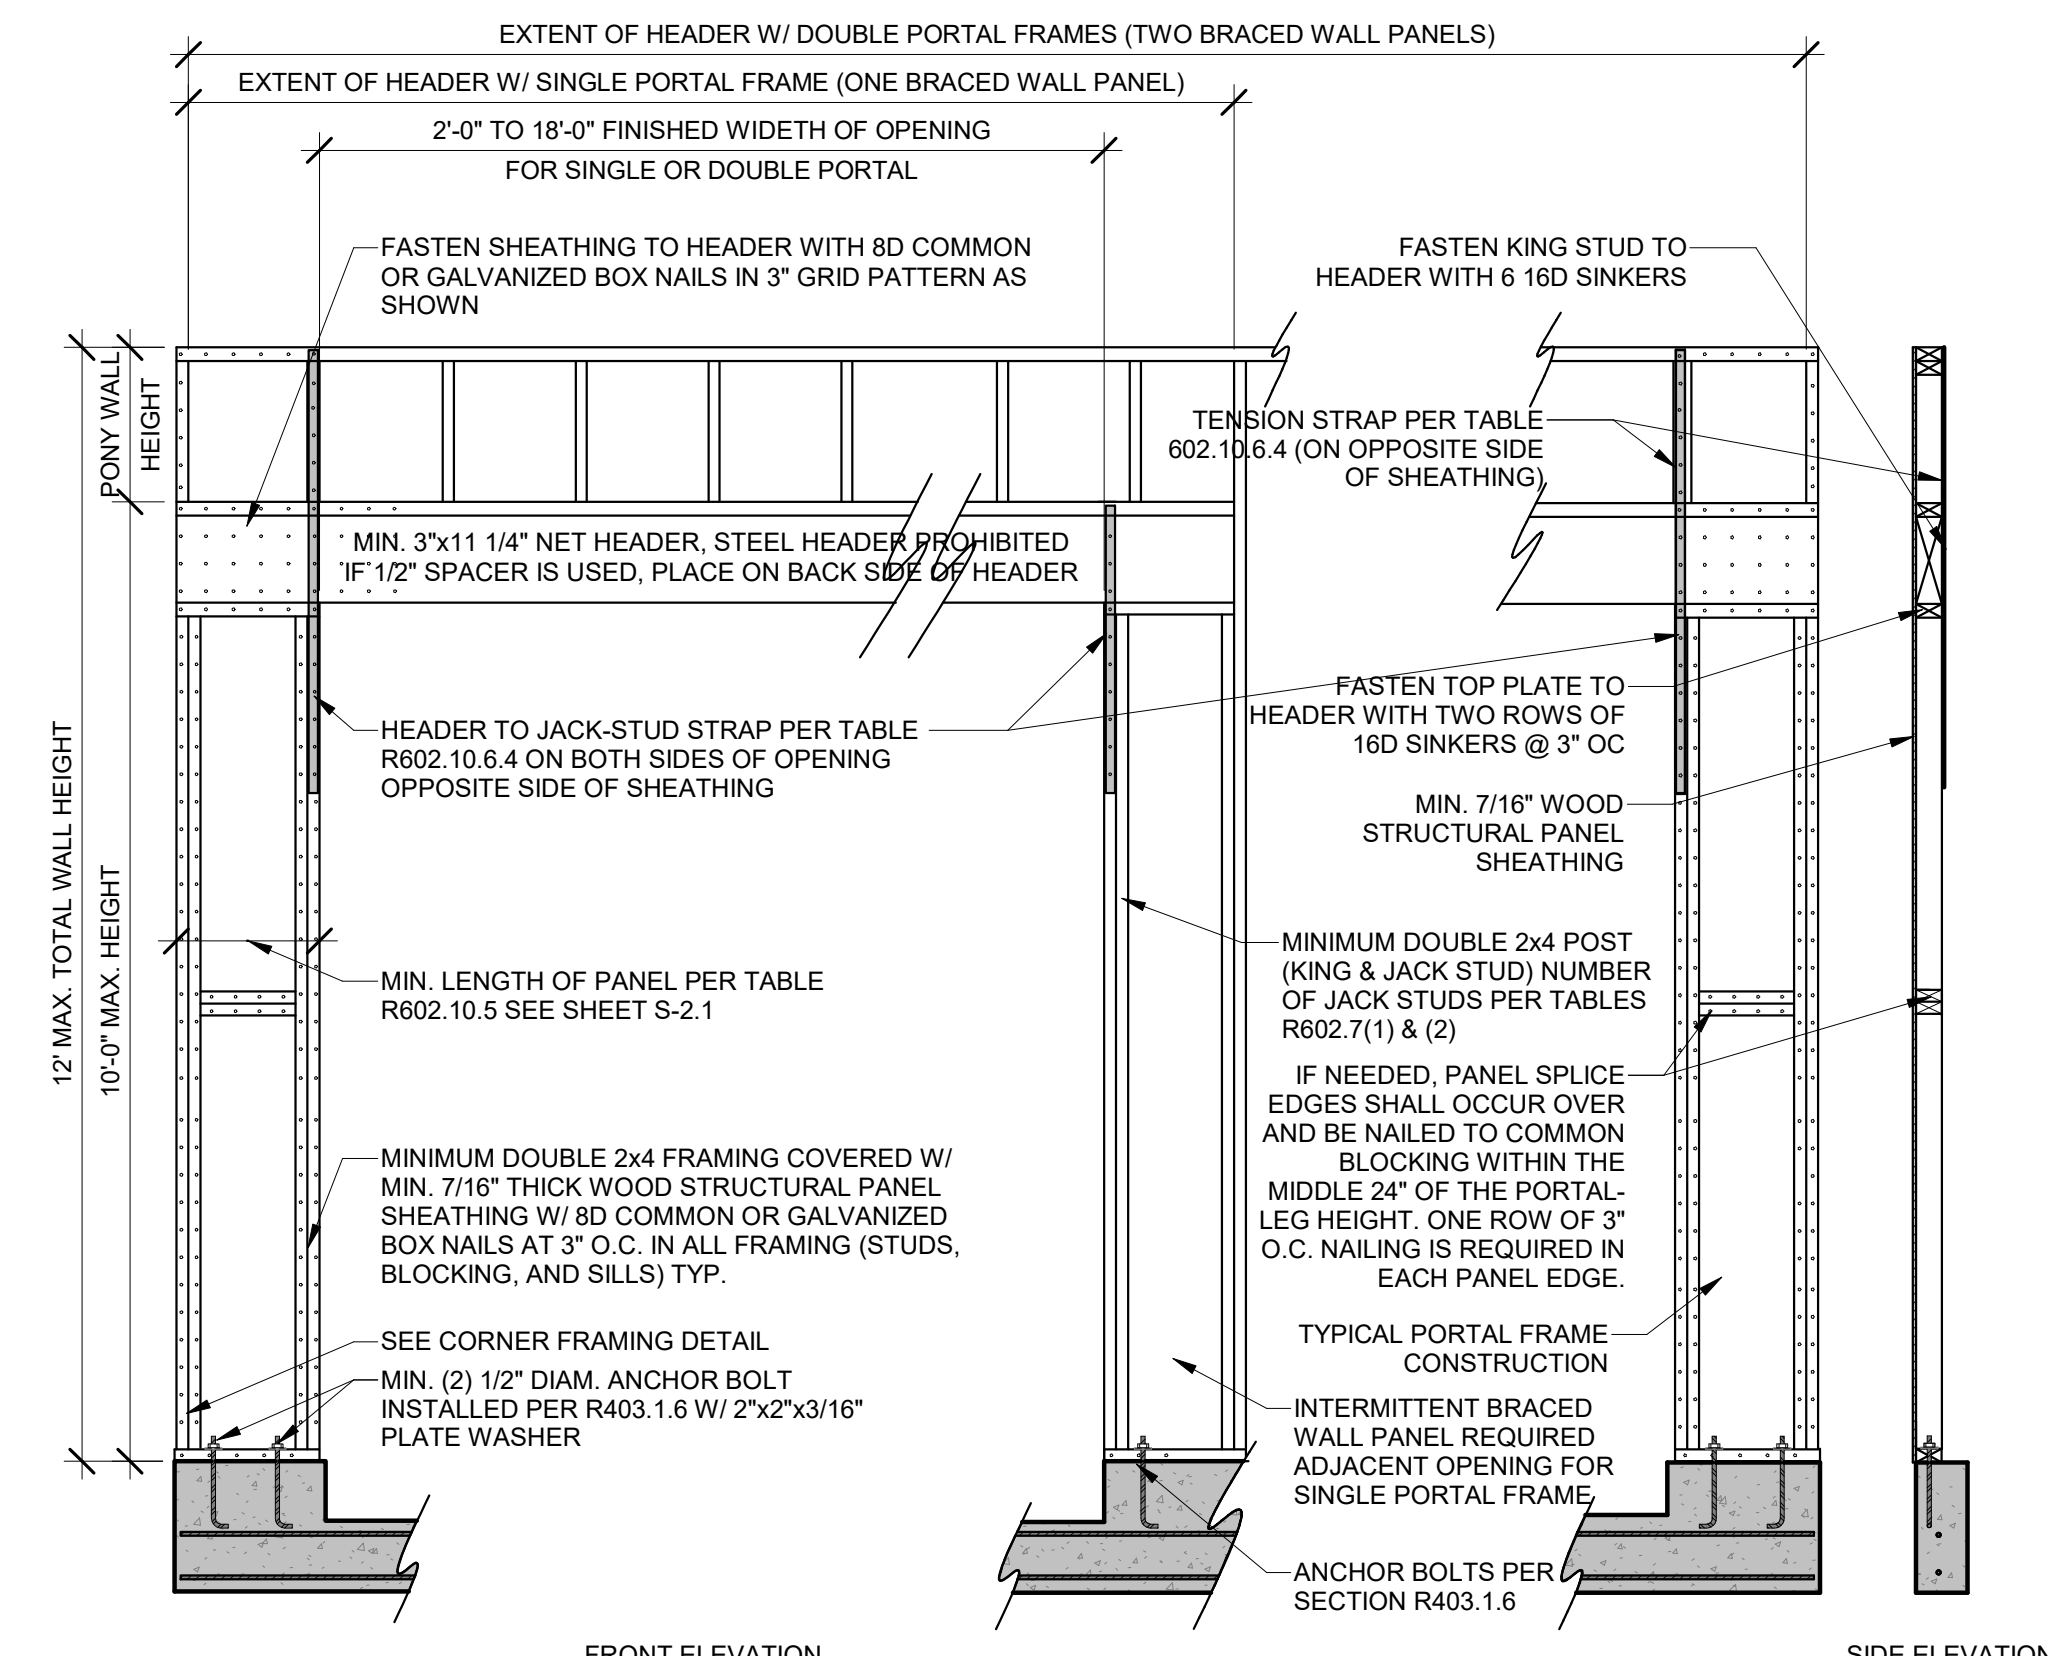 EXTENT OF HEADER W/ DOUBLE PORTAL FRAMES (TWO BRACED WALL PANELS)
EXTENT OF HEADER W/ SINGLE PORTAL FRAME (ONE BRACED WALL PANEL)
2'-0" TO 18'-0" FINISHED WIDETH OF OPENING
FOR SINGLE OR DOUBLE PORTAL
FASTEN SHEATHING TO HEADER WITH 8D COMMON
OR GALVANIZED BOX NAILS IN 3" GRID PATTERN AS
SHOWN
FASTEN KING STUD TO
HEADER WITH 6 16D SINKERS
PONY WALL
HEIGHT
TENSION STRAP PER TABLE
602.10.6.4 (ON OPPOSITE SIDE
OF SHEATHING)
MIN. 3"x11 1/4" NET HEADER, STEEL HEADER PROHIBITED
IF 1/2" SPACER IS USED, PLACE ON BACK SIDE OF HEADER
12' MAX. TOTAL WALL HEIGHT
10'-0" MAX. HEIGHT
HEADER TO JACK-STUD STRAP PER TABLE
R602.10.6.4 ON BOTH SIDES OF OPENING
OPPOSITE SIDE OF SHEATHING
FASTEN TOP PLATE TO
HEADER WITH TWO ROWS OF
16D SINKERS @ 3" OC
MIN. 7/16" WOOD
STRUCTURAL PANEL
SHEATHING
MIN. LENGTH OF PANEL PER TABLE
R602.10.5 SEE SHEET S-2.1
MINIMUM DOUBLE 2x4 POST
(KING & JACK STUD) NUMBER
OF JACK STUDS PER TABLES
R602.7(1) & (2)
IF NEEDED, PANEL SPLICE
EDGES SHALL OCCUR OVER
AND BE NAILED TO COMMON
BLOCKING WITHIN THE
MIDDLE 24" OF THE PORTAL-
LEG HEIGHT. ONE ROW OF 3"
O.C. NAILING IS REQUIRED IN
EACH PANEL EDGE.
MINIMUM DOUBLE 2x4 FRAMING COVERED W/
MIN. 7/16" THICK WOOD STRUCTURAL PANEL
SHEATHING W/ 8D COMMON OR GALVANIZED
BOX NAILS AT 3" O.C. IN ALL FRAMING (STUDS,
BLOCKING, AND SILLS) TYP.
SEE CORNER FRAMING DETAIL
MIN. (2) 1/2" DIAM. ANCHOR BOLT
INSTALLED PER R403.1.6 W/ 2"x2"x3/16"
PLATE WASHER
TYPICAL PORTAL FRAME
CONSTRUCTION
INTERMITTENT BRACED
WALL PANEL REQUIRED
ADJACENT OPENING FOR
SINGLE PORTAL FRAME
ANCHOR BOLTS PER
SECTION R403.1.6
FRONT ELEVATION
SIDE ELEVATION